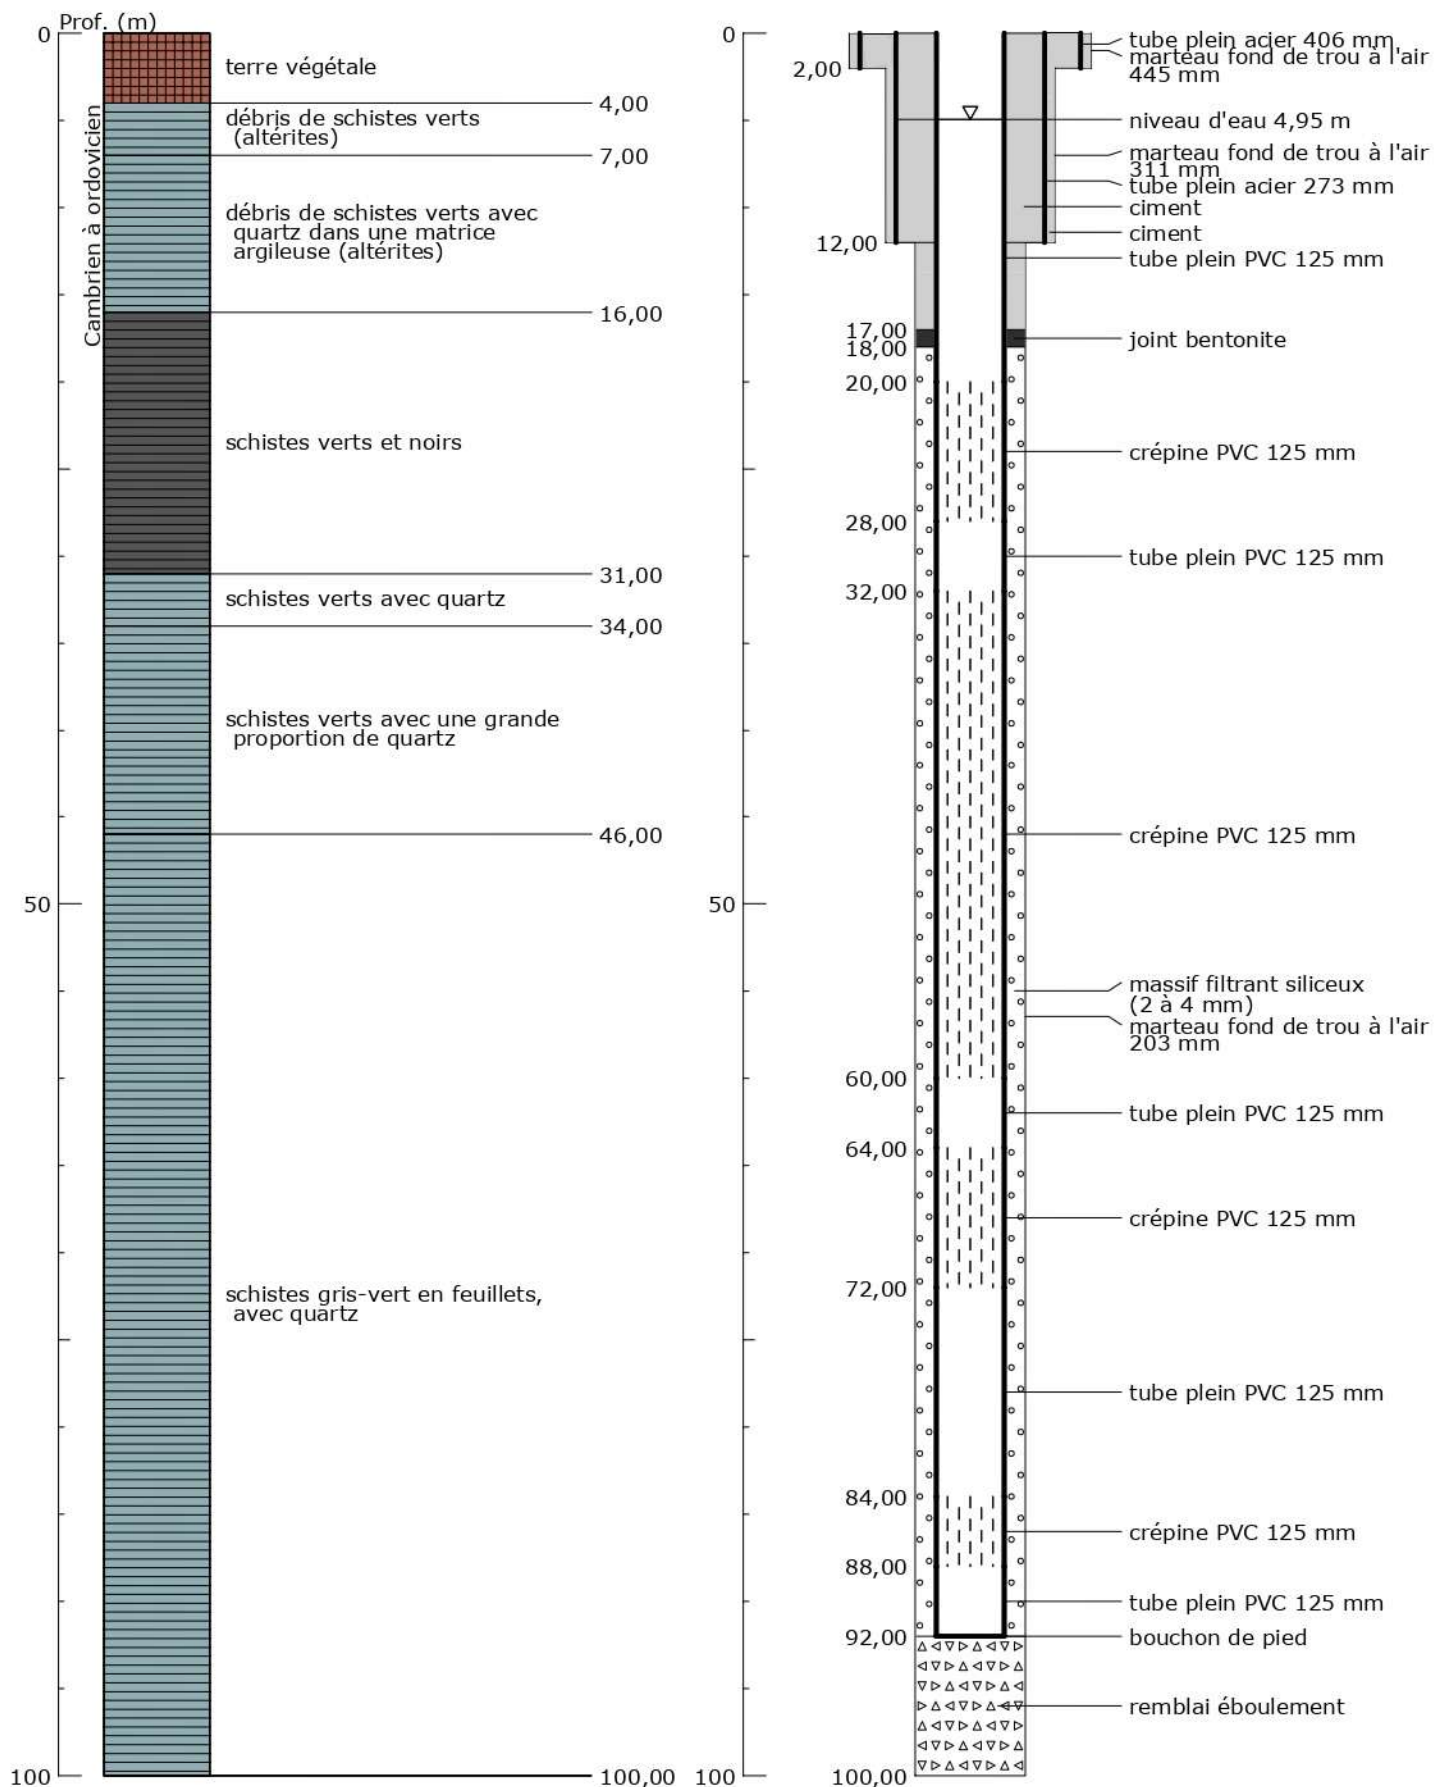 Prof. (m)
0
50
100
Cambrien à ordovicien
terre végétale
4,00
débris de schistes verts
(altérites)
7,00
débris de schistes verts avec
quartz dans une matrice
argileuse (altérites)
16,00
schistes verts et noirs
31,00
schistes verts avec quartz
34,00
schistes verts avec une grande
proportion de quartz
46,00
schistes gris-vert en feuillets,
avec quartz
100,00
0
50
100
2,00
12,00
17,00
18,00
20,00
28,00
32,00
60,00
64,00
72,00
84,00
88,00
92,00
100,00
tube plein acier 406 mm
marteau fond de trou à l'air
445 mm
niveau d'eau 4,95 m
marteau fond de trou à l'air
311 mm
tube plein acier 273 mm
ciment
ciment
tube plein PVC 125 mm
joint bentonite
crépine PVC 125 mm
tube plein PVC 125 mm
crépine PVC 125 mm
massif filtrant siliceux
(2 à 4 mm)
marteau fond de trou à l'air
203 mm
tube plein PVC 125 mm
crépine PVC 125 mm
tube plein PVC 125 mm
crépine PVC 125 mm
tube plein PVC 125 mm
bouchon de pied
remblai éboulement